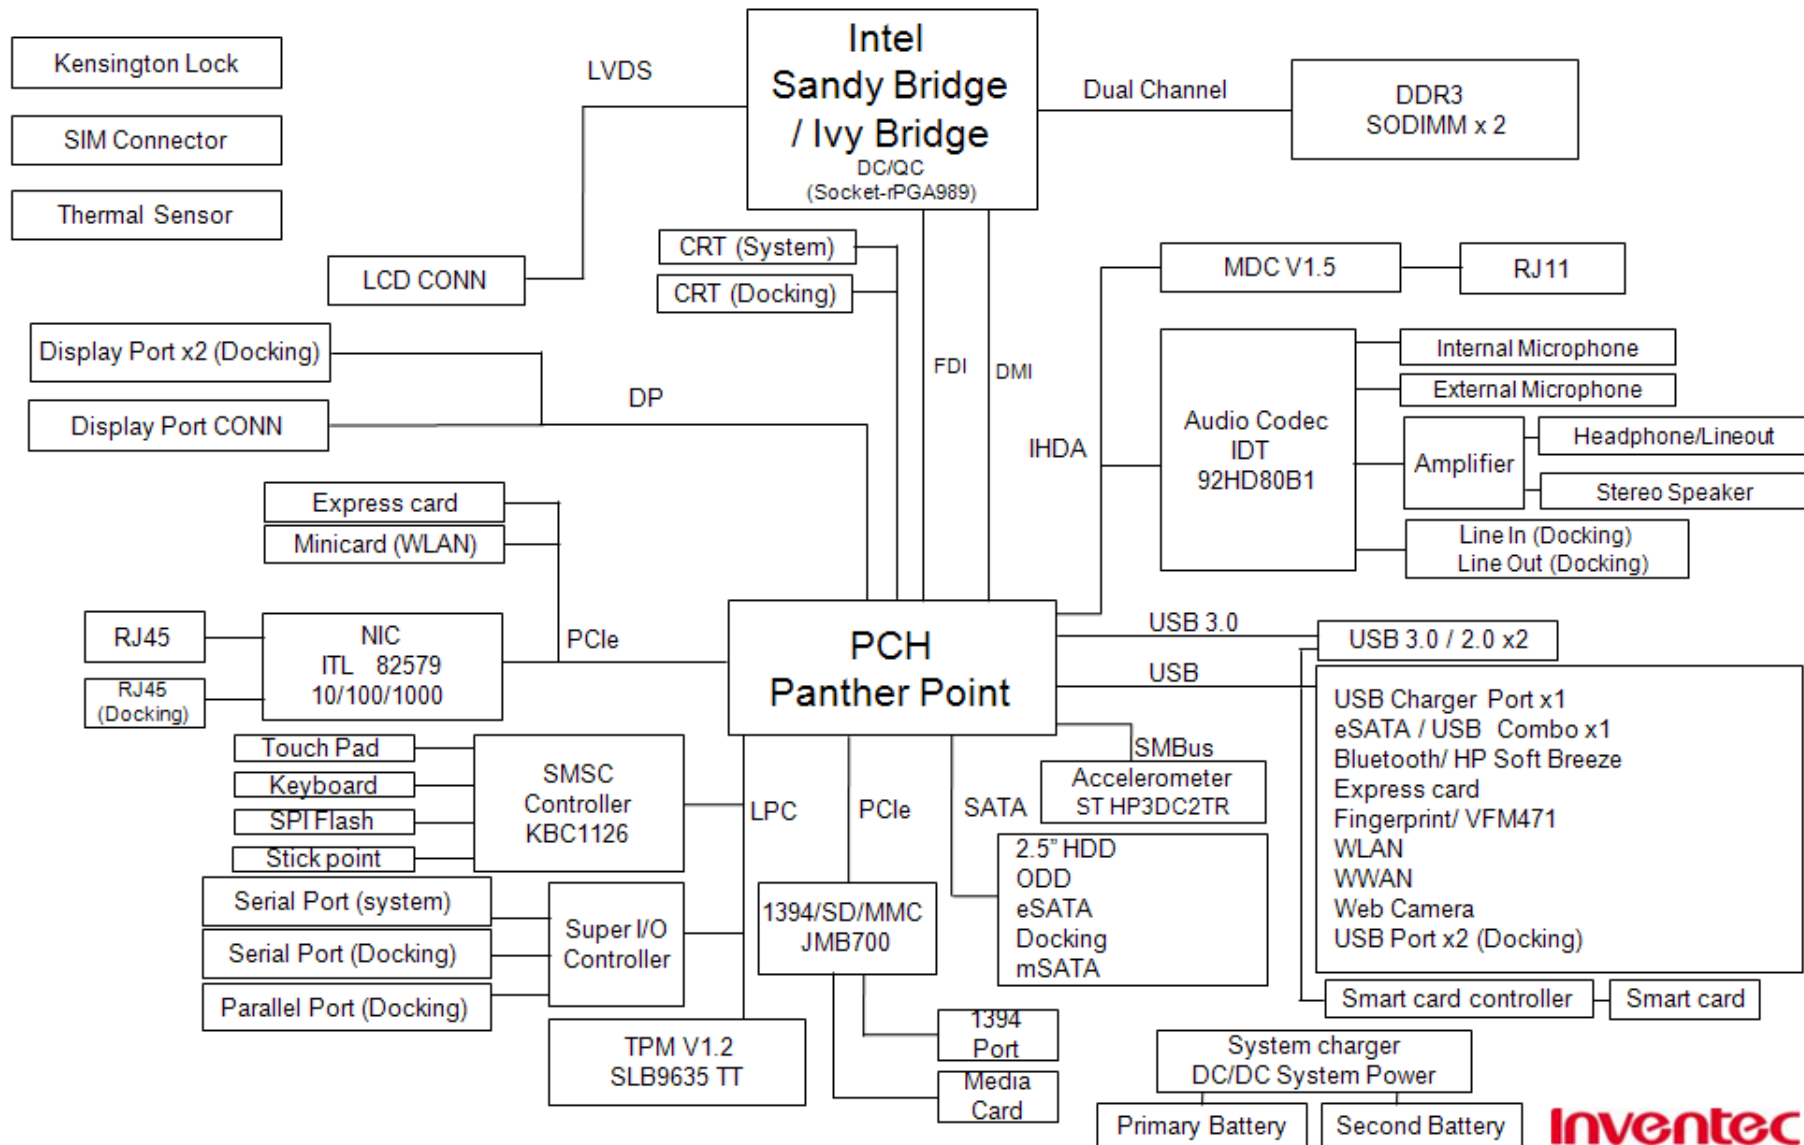 Intel
Sandy Bridge
/ Ivy Bridge
DC/QC
(Socket-rPGA989)
Kensington Lock
SIM Connector
Thermal Sensor
LVDS
Dual Channel
DDR3
SODIMM x 2
LCD CONN
CRT (System)
CRT (Docking)
MDC V1.5
RJ11
Display Port x2 (Docking)
Display Port CONN
DP
FDI
DMI
IHDA
Audio Codec
IDT
92HD80B1
Internal Microphone
External Microphone
Amplifier
Headphone/Lineout
Stereo Speaker
Line In (Docking)
Line Out (Docking)
Express card
Minicard (WLAN)
RJ45
RJ45
(Docking)
NIC
ITL 82579
10/100/1000
PCIe
PCH
Panther Point
USB 3.0
USB 3.0 / 2.0 x2
USB
USB Charger Port x1
eSATA / USB Combo x1
Bluetooth/ HP Soft Breeze
Express card
Fingerprint/ VFM471
WLAN
WWAN
Web Camera
USB Port x2 (Docking)
Touch Pad
Keyboard
SPI Flash
Stick point
SMSC
Controller
KBC1126
LPC
PCIe
SATA
SMBus
Accelerometer
ST HP3DC2TR
2.5" HDD
ODD
eSATA
Docking
mSATA
Serial Port (system)
Serial Port (Docking)
Parallel Port (Docking)
Super I/O
Controller
1394/SD/MMC
JMB700
Smart card controller
Smart card
TPM V1.2
SLB9635 TT
1394
Port
Media
Card
System charger
DC/DC System Power
Primary Battery
Second Battery
Inventec